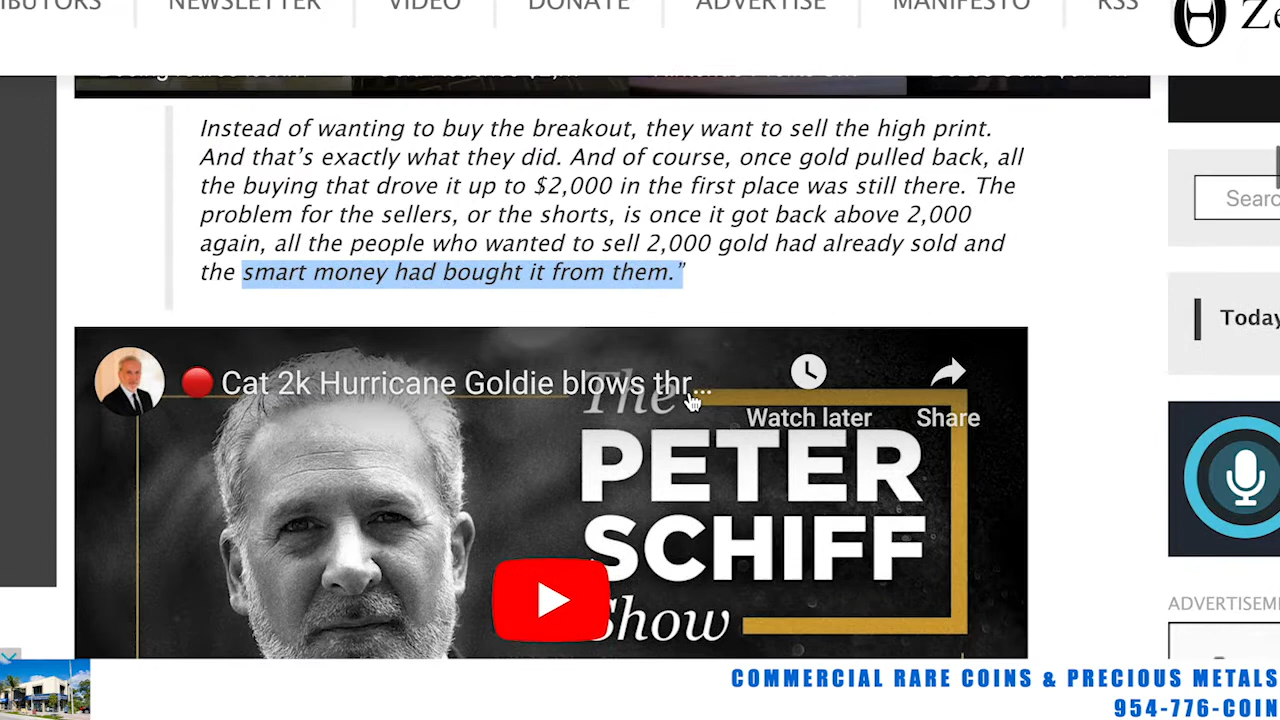 NEWSLETTER VIDEO DONATE ADVERTISE MANIFESTO RSS
Instead of wanting to buy the breakout, they want to sell the high print.
And that's exactly what they did. And of course, once gold pulled back, all
the buying that drove it up to $2,000 in the first place was still there. The
problem for the sellers, or the shorts, is once it got back above 2,000
again, all the people who wanted to sell 2,000 gold had already sold and
the smart money had bought it from them.”
Searc
Today
Cat 2k Hurricane Goldie blows thr...
Watch later
Share
The
PETER
SCHIFF
Show
ADVERTISEME
COMMERCIAL RARE COINS & PRECIOUS METALS
954-776-COIN